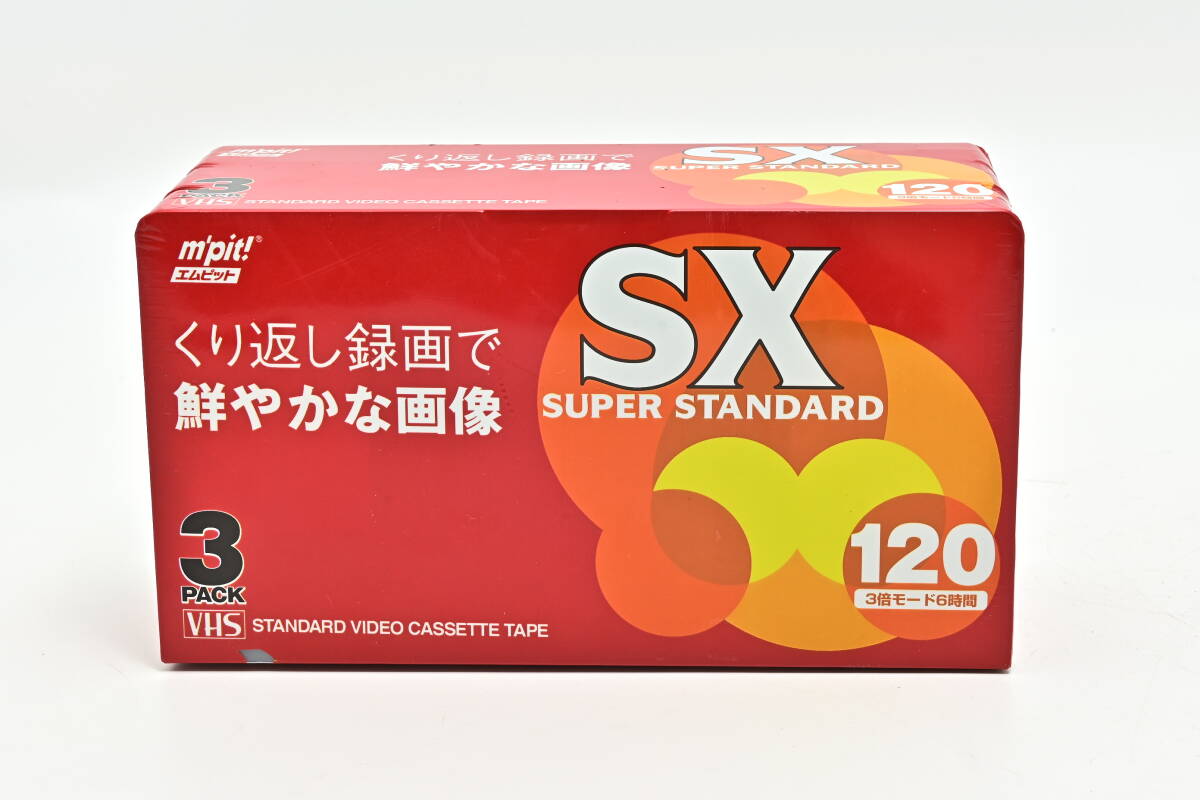 m'pit!
くり返し録画で
鮮やかな画像
3
PACK
VHS STANDARD VIDEO CASSETTE TAPE
SX
SUPER STANDARD
120
m'pit!®
エムピット
くり返し録画で
鮮やかな画像
3
PACK
VHS STANDARD VIDEO CASSETTE TAPE
SX
SUPER STANDARD
120
3倍モード6時間